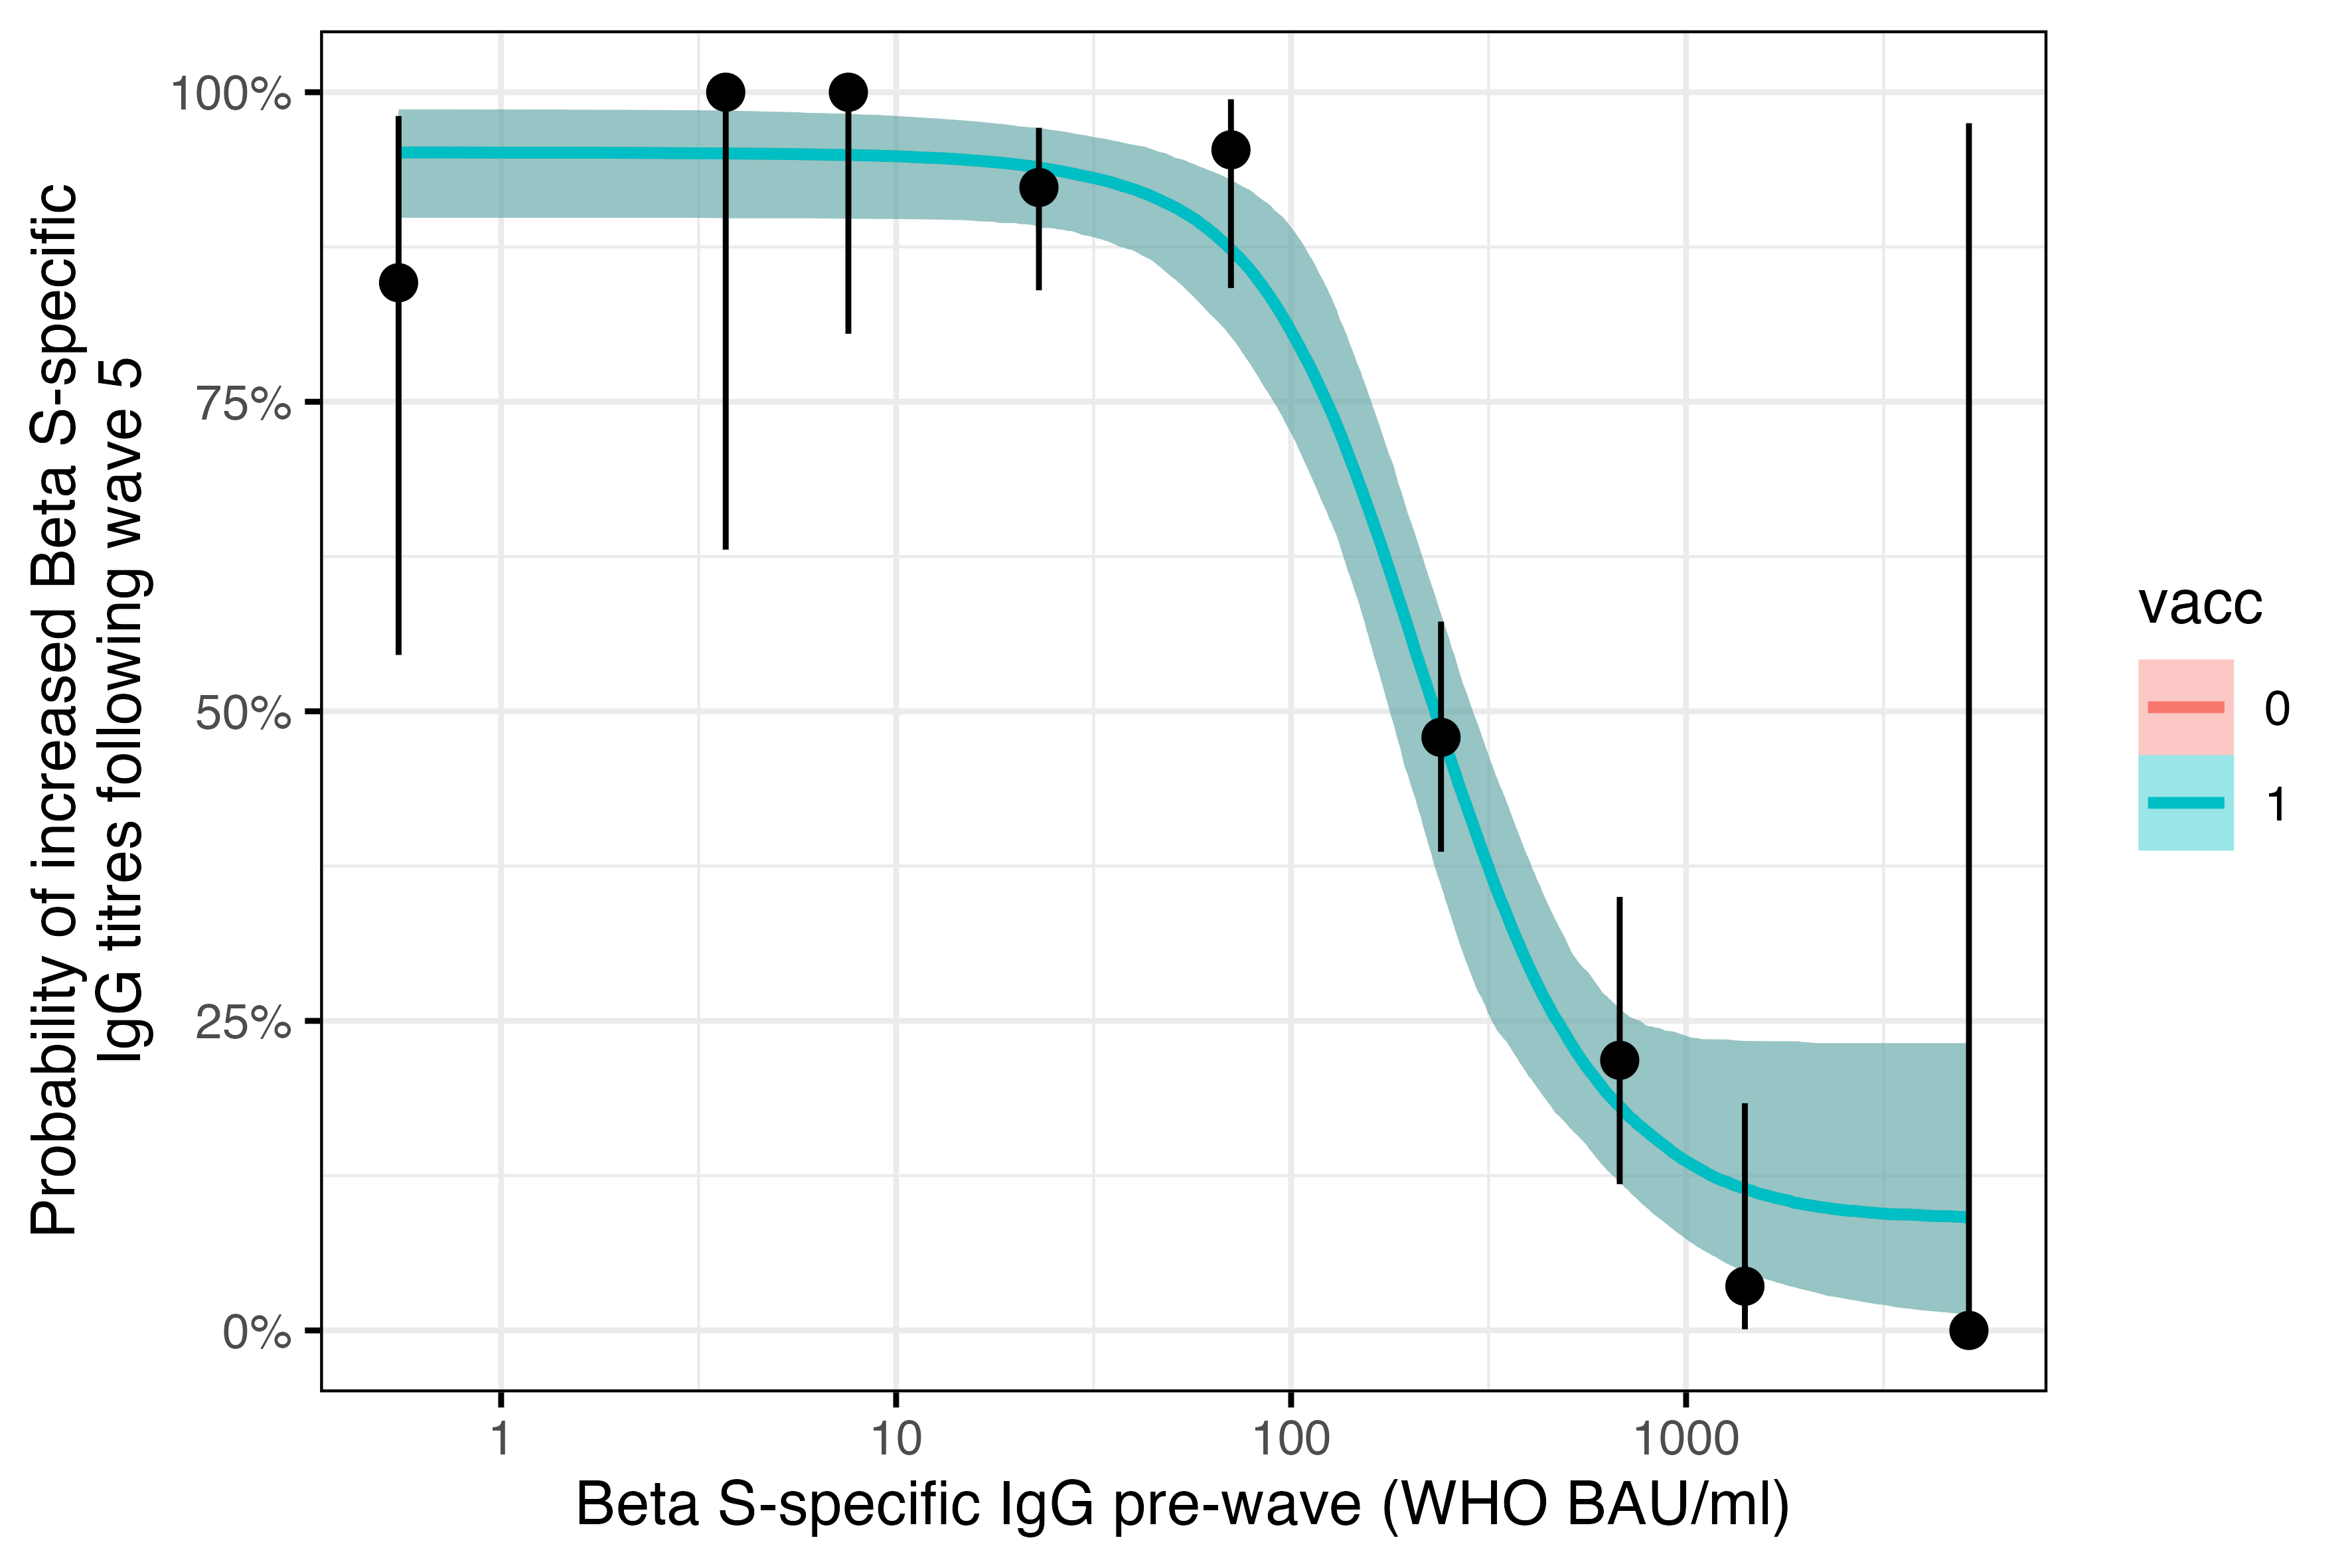 Probability of increased Beta S-specific
IgG titres following wave 5
100%
75%
50%
25%
0%
1
10
100
1000
Beta S-specific IgG pre-wave (WHO BAU/ml)
vacc
0
1